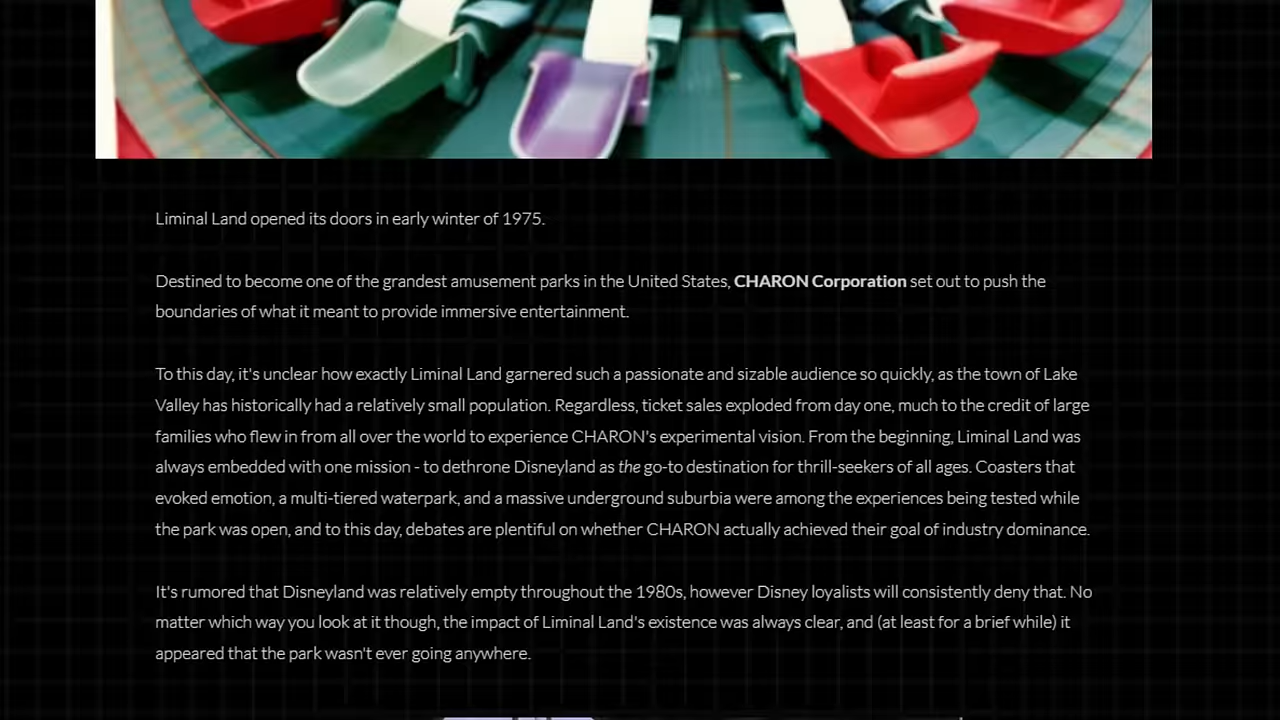 Liminal Land opened its doors in early winter of 1975.
Destined to become one of the grandest amusement parks in the United States, CHARON Corporation set out to push the
boundaries of what it meant to provide immersive entertainment.
To this day, it's unclear how exactly Liminal Land garnered such a passionate and sizable audience so quickly, as the town of Lake
Valley has historically had a relatively small population. Regardless, ticket sales exploded from day one, much to the credit of large
families who flew in from all over the world to experience CHARON's experimental vision. From the beginning, Liminal Land was
always embedded with one mission - to dethrone Disneyland as the go-to destination for thrill-seekers of all ages. Coasters that
evoked emotion, a multi-tiered waterpark, and a massive underground suburbia were among the experiences being tested while
the park was open, and to this day, debates are plentiful on whether CHARON actually achieved their goal of industry dominance.
It's rumored that Disneyland was relatively empty throughout the 1980s, however Disney loyalists will consistently deny that. No
matter which way you look at it though, the impact of Liminal Land's existence was always clear, and (at least for a brief while) it
appeared that the park wasn't ever going anywhere.